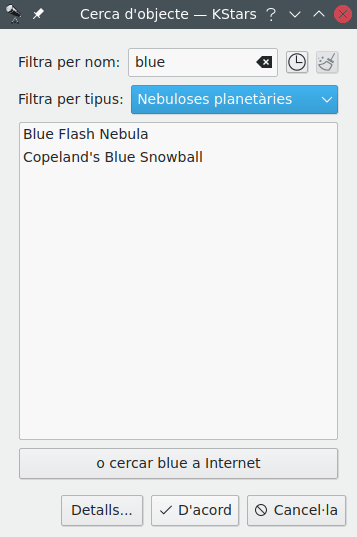 Cerca d'objecte — KStars
Filtra per nom: blue
Filtra per tipus: Nebuloses planetàries
Blue Flash Nebula
Copeland's Blue Snowball
o cercar blue a Internet
Detalls... D'acord Cancel·la